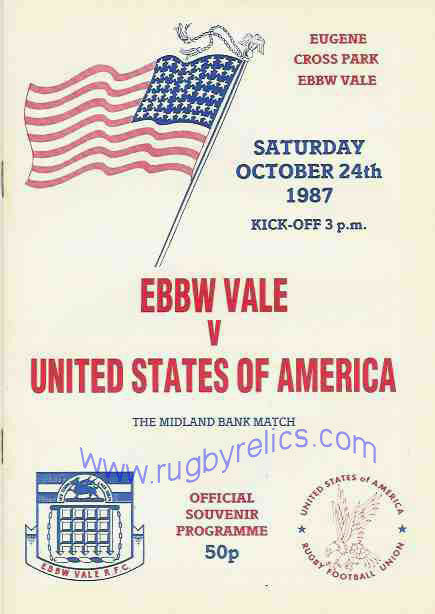 EUGENE
CROSS PARK
EBBW VALE
SATURDAY
OCTOBER 24th
1987
KICK-OFF 3 p.m.
EBBW VALE
V
UNITED STATES OF AMERICA
THE MIDLAND BANK MATCH
www.rugbyrelics.com
OFFICIAL
SOUVENIR
PROGRAMME
50p
EBBW VALE R.F.C.
UNITED STATES of AMERICA
RUGBY FOOTBALL UNION